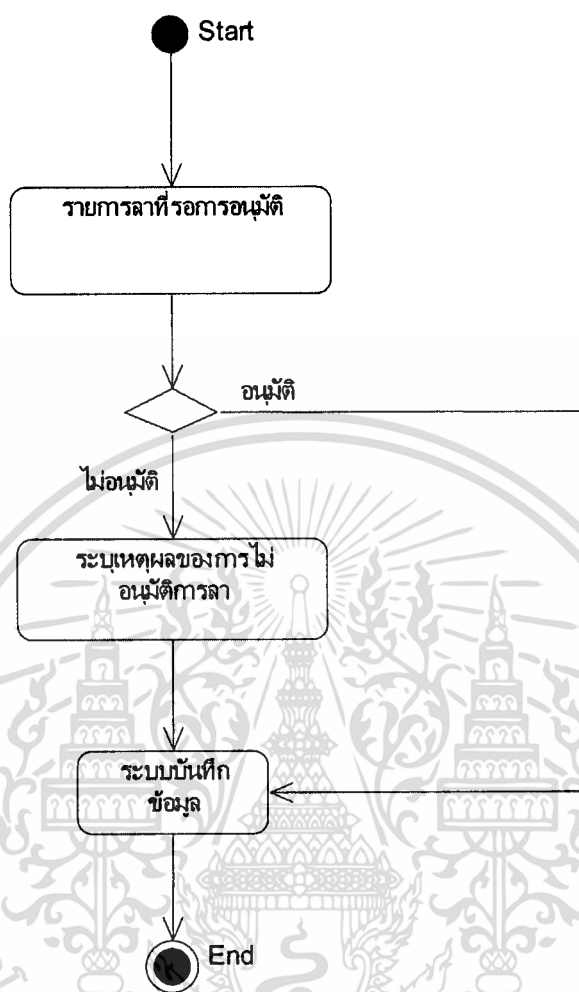 Start
รายการลาที่รอการอนุมัติ
อนุมัติ
ไม่อนุมัติ
ระบุเหตุผลของการไม่
อนุมัติการลา
ระบบบันทึก
ข้อมูล
End